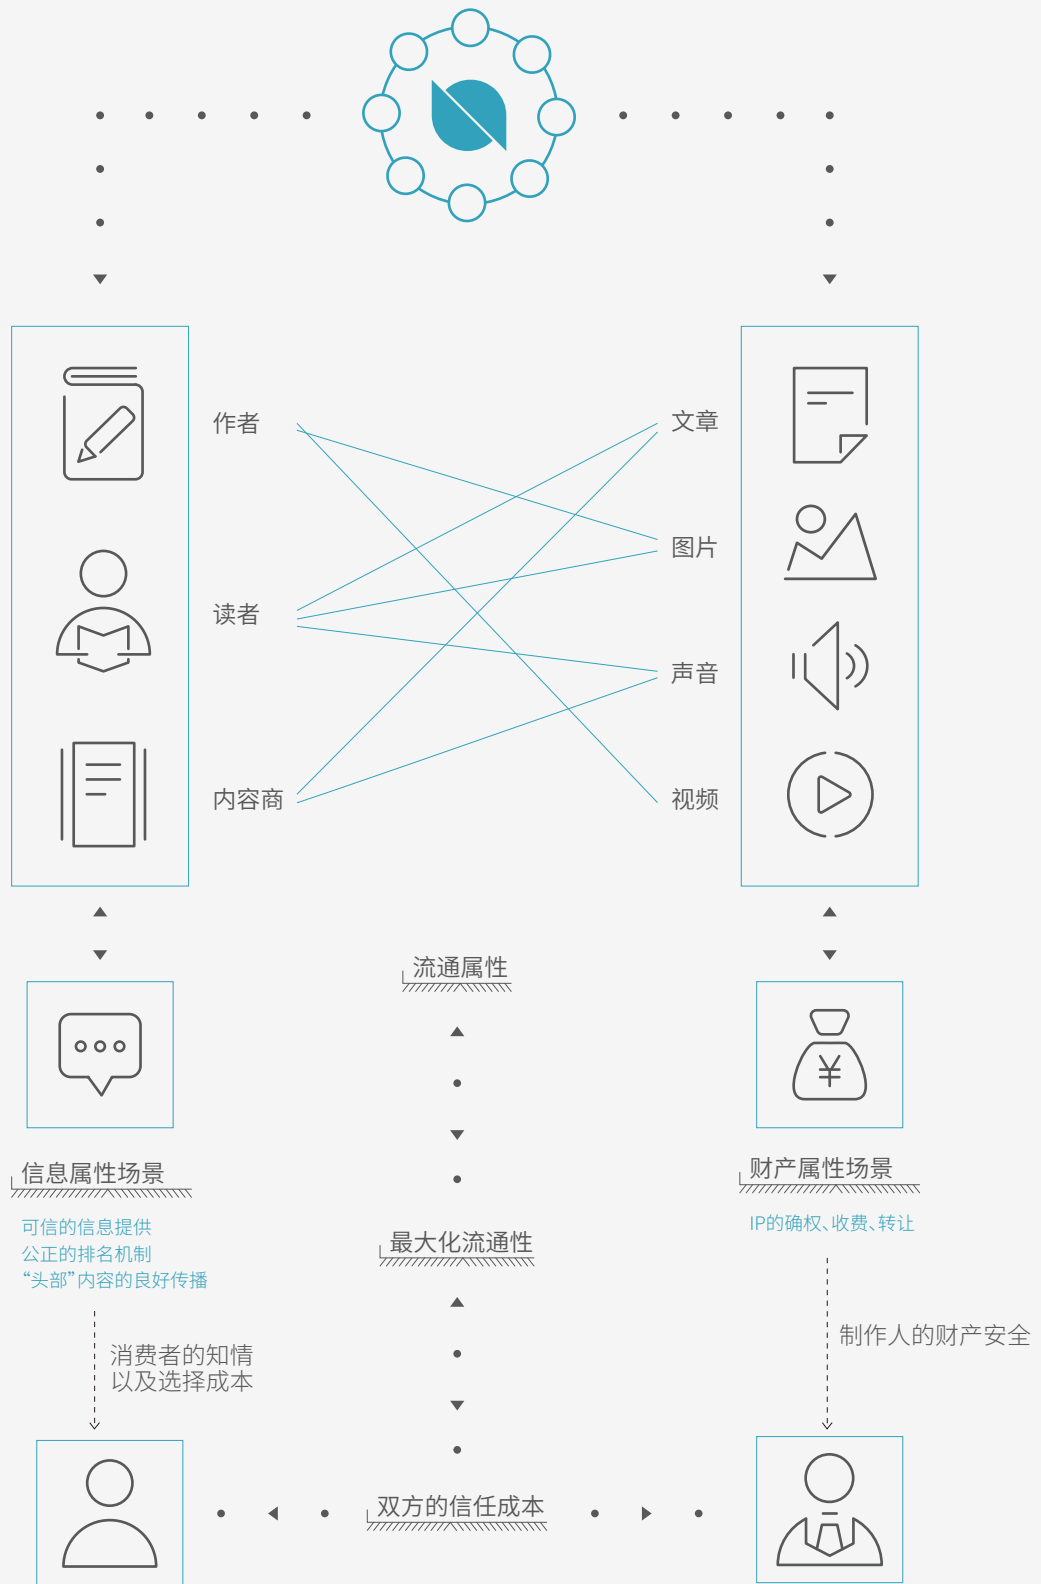 作者
文章
图片
读者
声音
内容商
视频
流通属性
¥
信息属性场景
财产属性场景
可信的信息提供
公正的排名机制
“头部”内容的良好传播
IP的确权、收费、转让
最大化流通性
消费者的知情
以及选择成本
制作人的财产安全
双方的信任成本